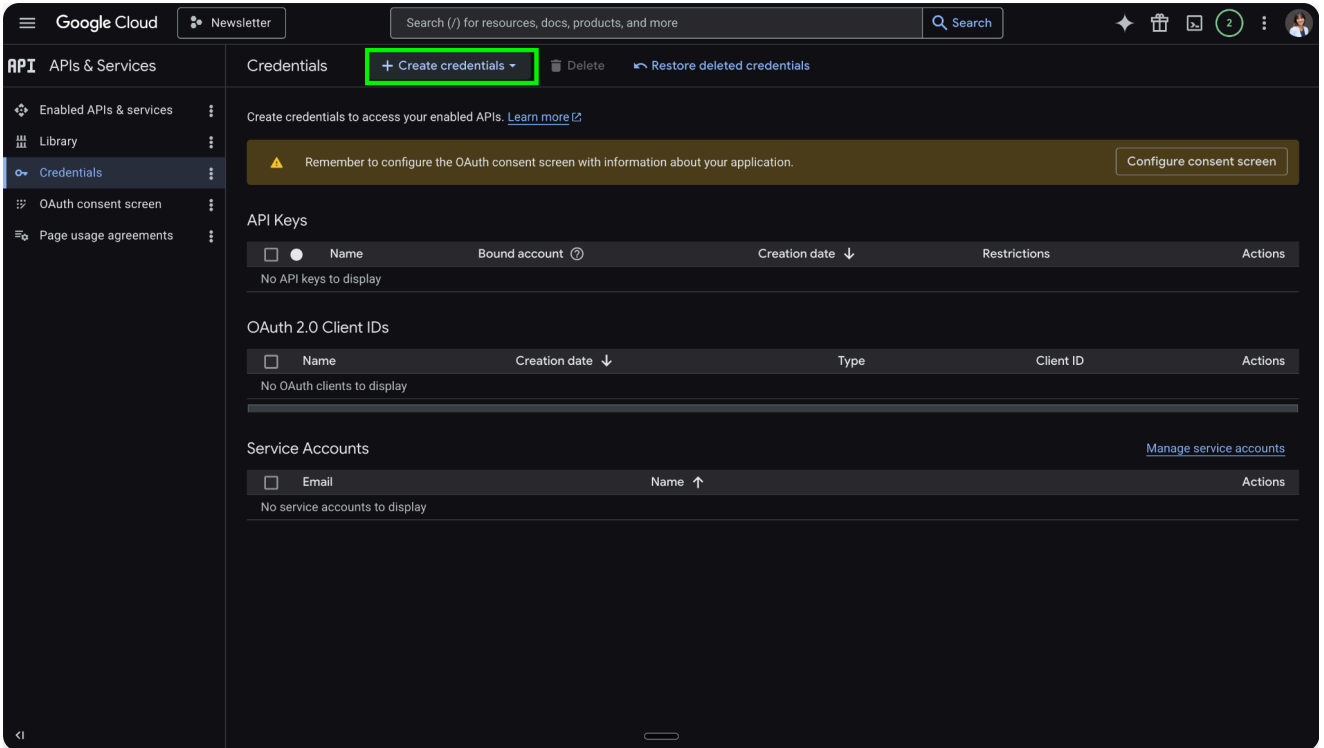 Google Cloud Newsletter Search (/) for resources, docs, products, and more Search 2
API APIs & Services
Enabled APIs & services
Library
Credentials
OAuth consent screen
Page usage agreements
Credentials + Create credentials Delete Restore deleted credentials
Create credentials to access your enabled APIs. Learn more
Remember to configure the OAuth consent screen with information about your application. Configure consent screen
API Keys
Name Bound account Creation date Restrictions Actions
No API keys to display
OAuth 2.0 Client IDs
Name Creation date Type Client ID Actions
No OAuth clients to display
Service Accounts Manage service accounts
Email Name Actions
No service accounts to display